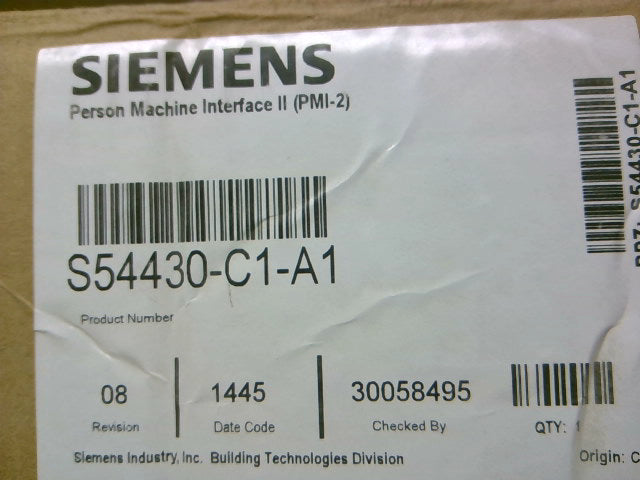 SIEMENS
Person Machine Interface II (PMI-2)
S54430-C1-A1
Product Number
08
Revision
1445
Date Code
30058495
Checked By
QTY: 1
Siemens Industry, Inc. Building Technologies Division
Origin: C
S54430-C1-A1